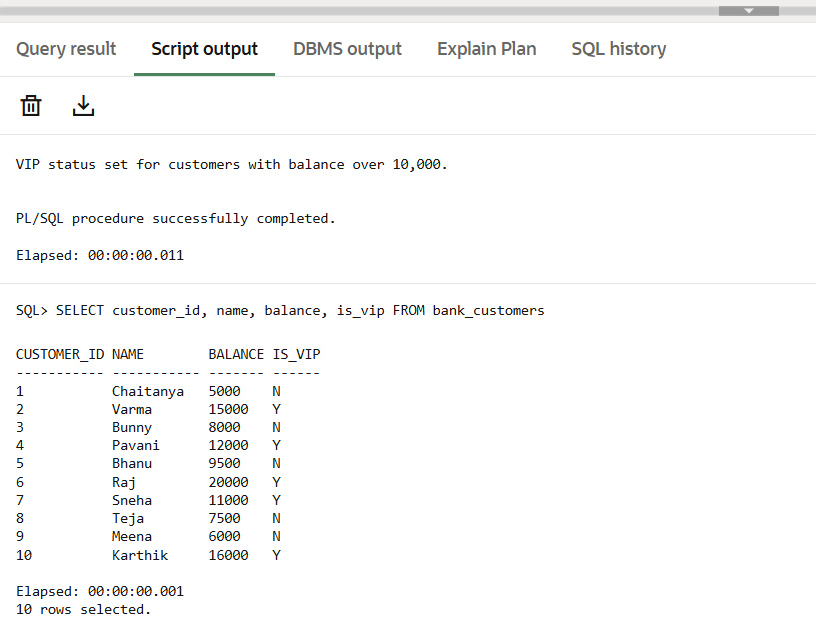 Query result Script output DBMS output Explain Plan SQL history
VIP status set for customers with balance over 10,000.
PL/SQL procedure successfully completed.
Elapsed: 00:00:00.011
SQL> SELECT customer_id, name, balance, is_vip FROM bank_customers
CUSTOMER_ID NAME        BALANCE IS_VIP
----------- ----------- ------- ------
1           Chaitanya   5000    N
2           Varma       15000   Y
3           Bunny       8000    N
4           Pavani      12000   Y
5           Bhanu       9500    N
6           Raj         20000   Y
7           Sneha       11000   Y
8           Teja        7500    N
9           Meena       6000    N
10          Karthik     16000   Y
Elapsed: 00:00:00.001
10 rows selected.